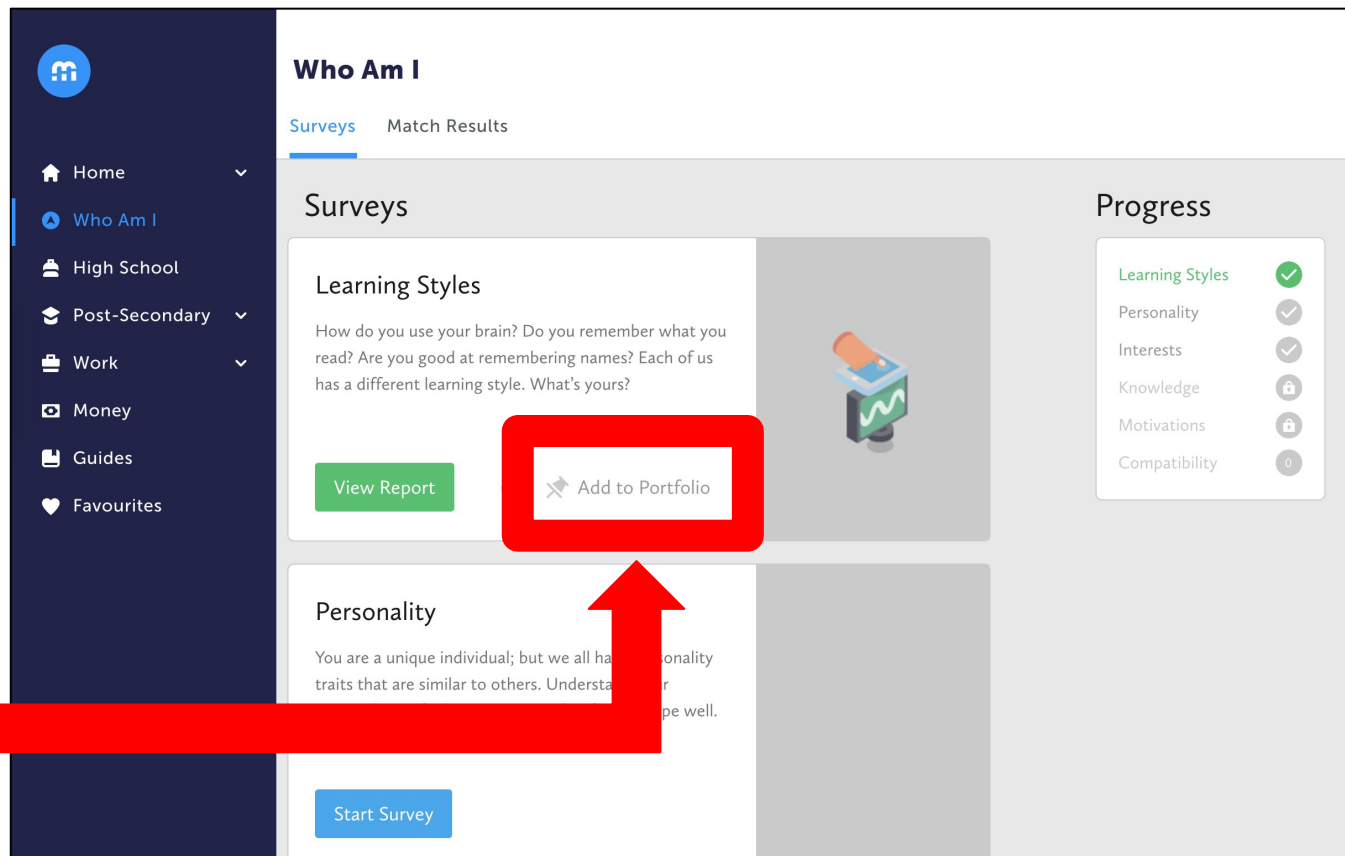 Who Am I
Surveys Match Results
Home
Who Am I
High School
Post-Secondary
Work
Money
Guides
Favourites
Surveys
Learning Styles
How do you use your brain? Do you remember what you
read? Are you good at remembering names? Each of us
has a different learning style. What's yours?
View Report
Add to Portfolio
Personality
You are a unique individual; but we all
traits that are similar to others.
pe well.
Start Survey
Progress
Learning Styles
Personality
Interests
Knowledge
Motivations
Compatibility 0